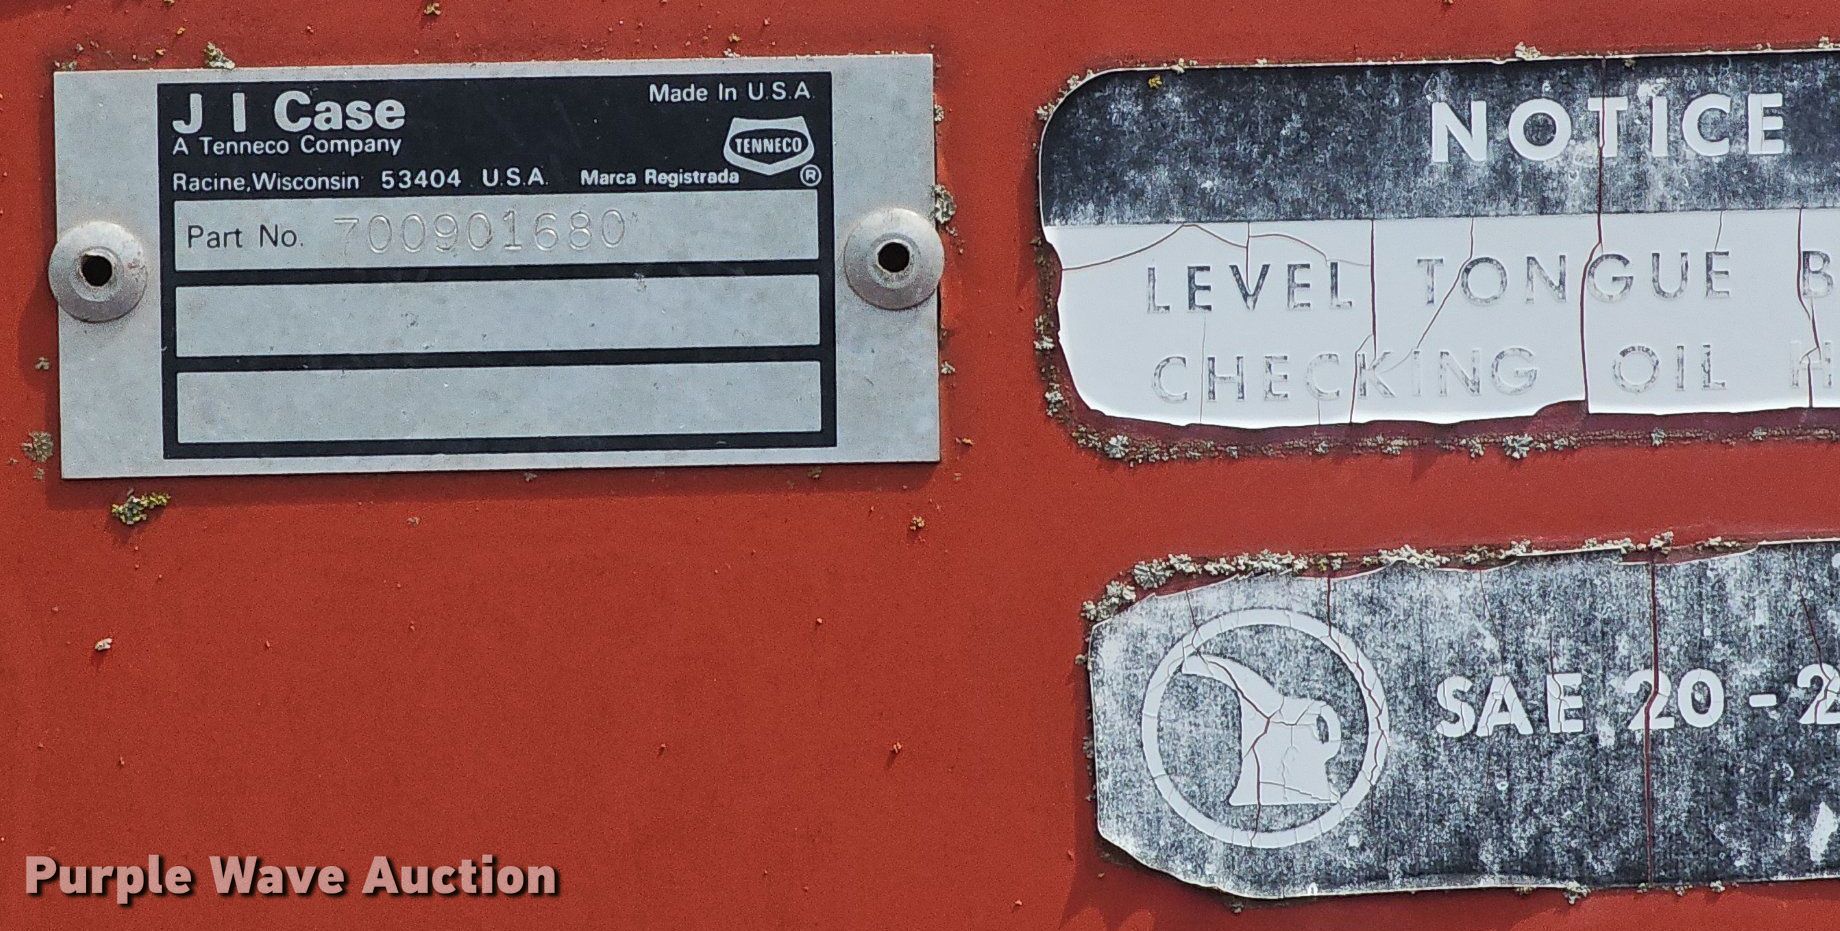 J I Case
A Tenneco Company
Made In U.S.A.
TENNECO
Racine, Wisconsin 53404 U.S.A. Marca Registrada ®
Part No. 700901680
NOTICE
LEVEL TONGUE
CHECKING OIL
SAE 20-2
Purple Wave Auction